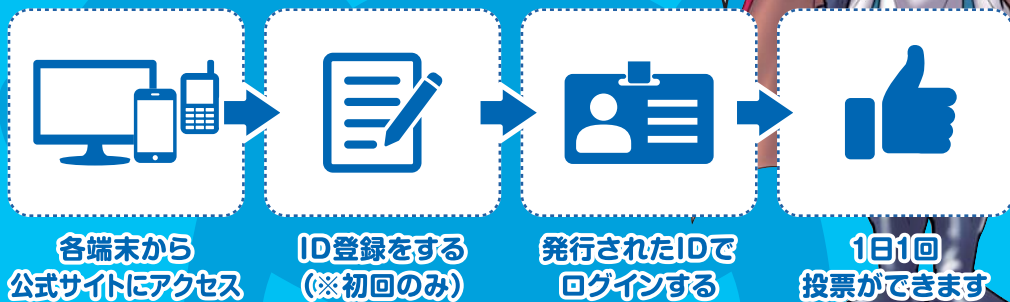 各端末から
公式サイトにアクセス
ID登録をする
(※初回のみ)
発行されたIDで
ログインする
1日1回
投票ができます